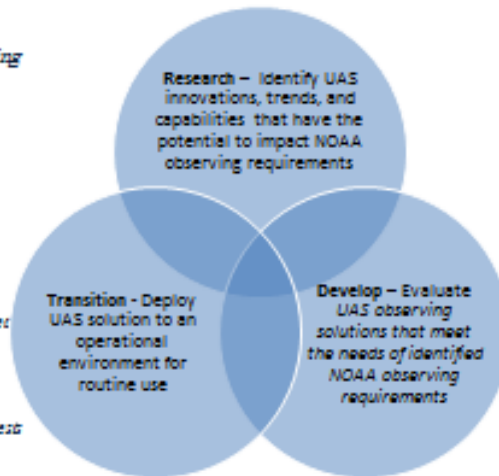 ing
Research – Identify UAS
innovations, trends, and
capabilities that have the
potential to impact NOAA
observing requirements
Transition - Deploy
UAS solution to an
operational
environment for
routine use
Develop – Evaluate
UAS observing
solutions that meet
the needs of identified
NOAA observing
requirements
ests